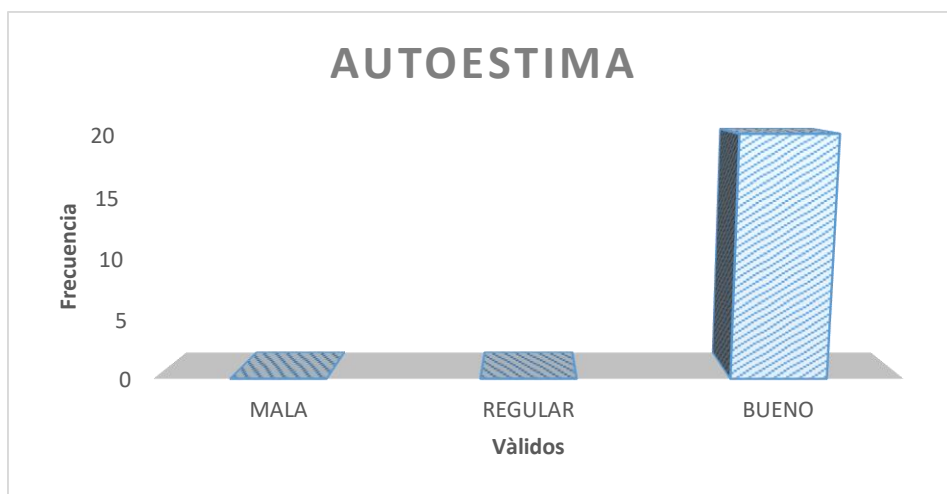 AUTOESTIMA
20
15
10
5
0
Frecuencia
MALA REGULAR BUENO
Vàlidos